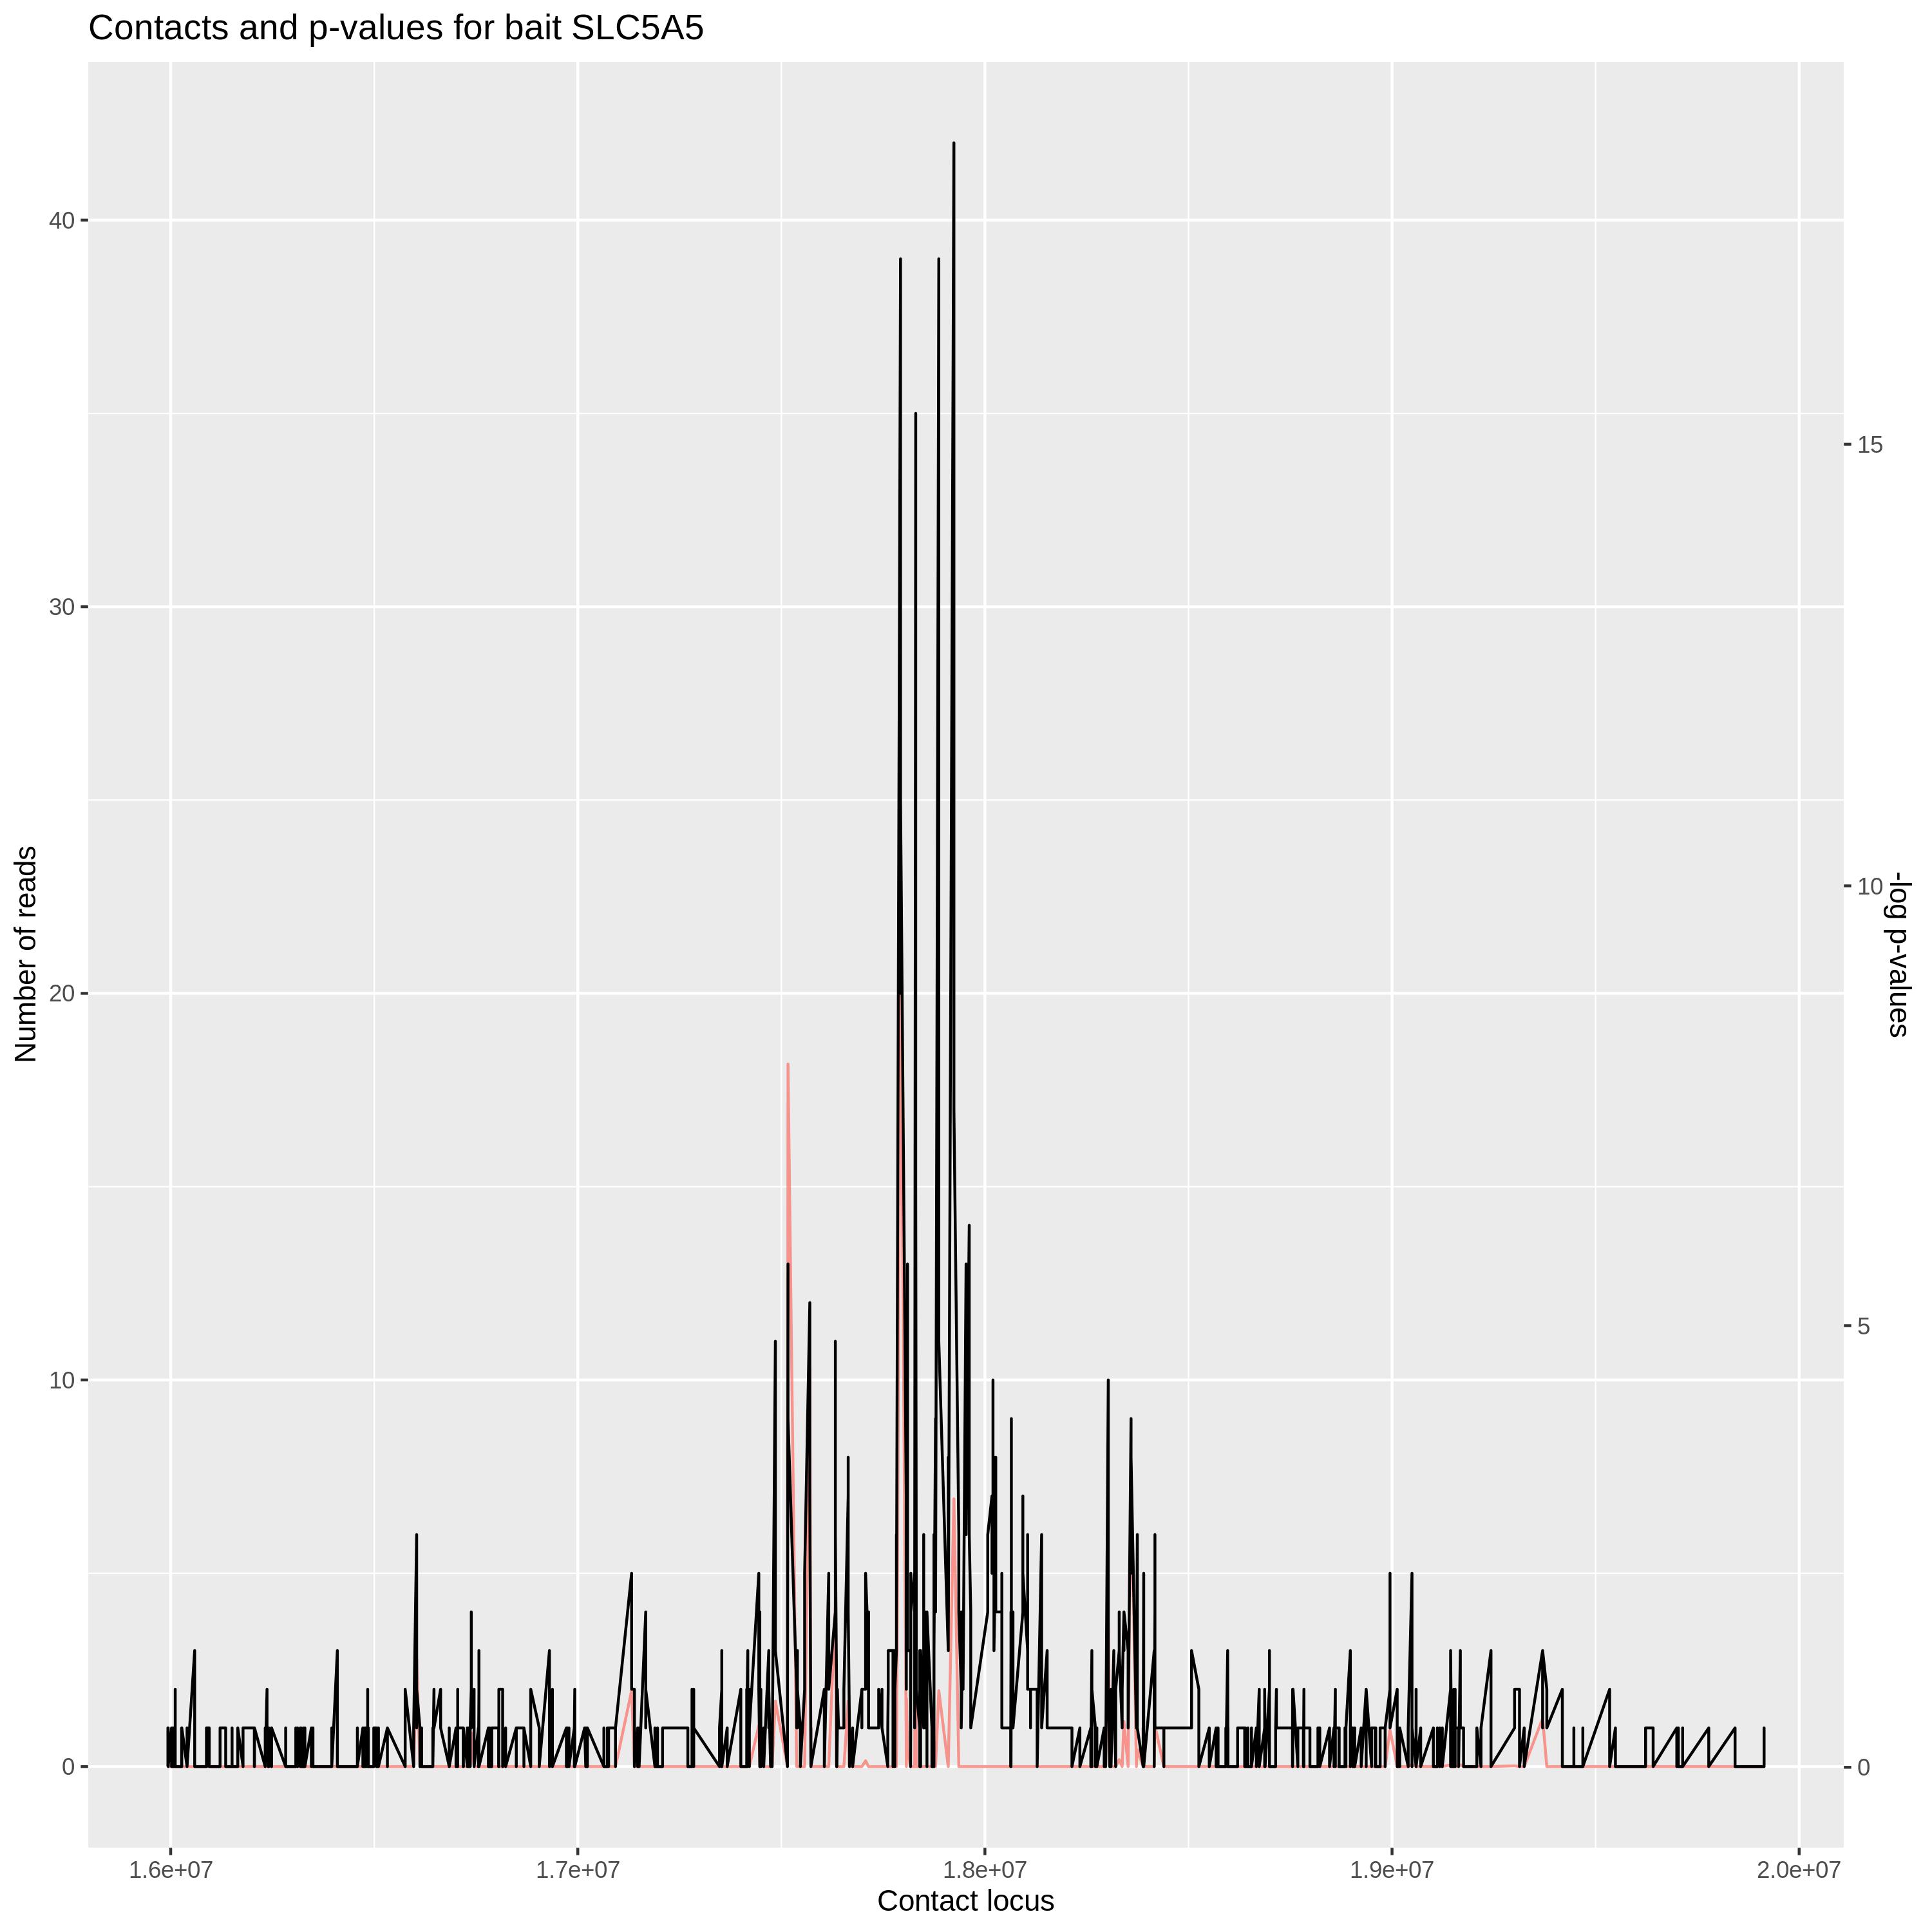 Contacts and p-values for bait SLC5A5
Number of reads
40
30
20
10
0
15
10
5
0
-log p-values
1.6e+07
1.7e+07
1.8e+07
1.9e+07
2.0e+07
Contact locus